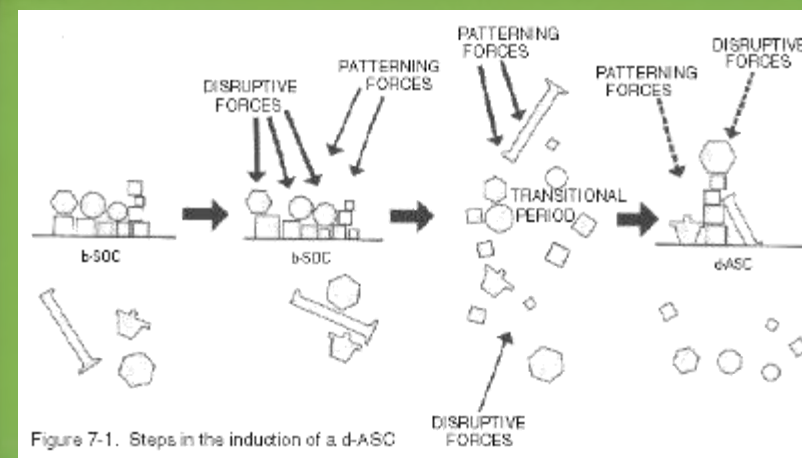 PATTERNING
FORCES
DISRUPTIVE
FORCES
PATTERNING
FORCES
DISRUPTIVE
FORCES
PATTERNING
FORCES
TRANSITIONAL
PERIOD
b-SOC
b-SOC
d-ASC
DISRUPTIVE
FORCES
Figure 7-1. Steps in the induction of a d-ASC